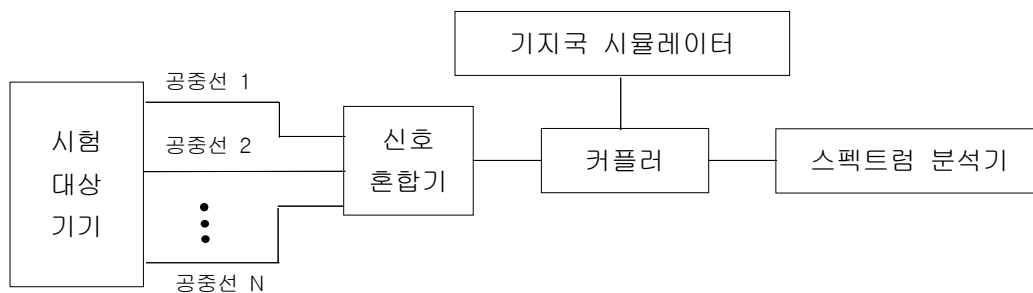 기지국 시뮬레이터
공중선 1
시험
대상
기기
공중선 2
신호
혼합기
커플러
스펙트럼 분석기
공중선 N